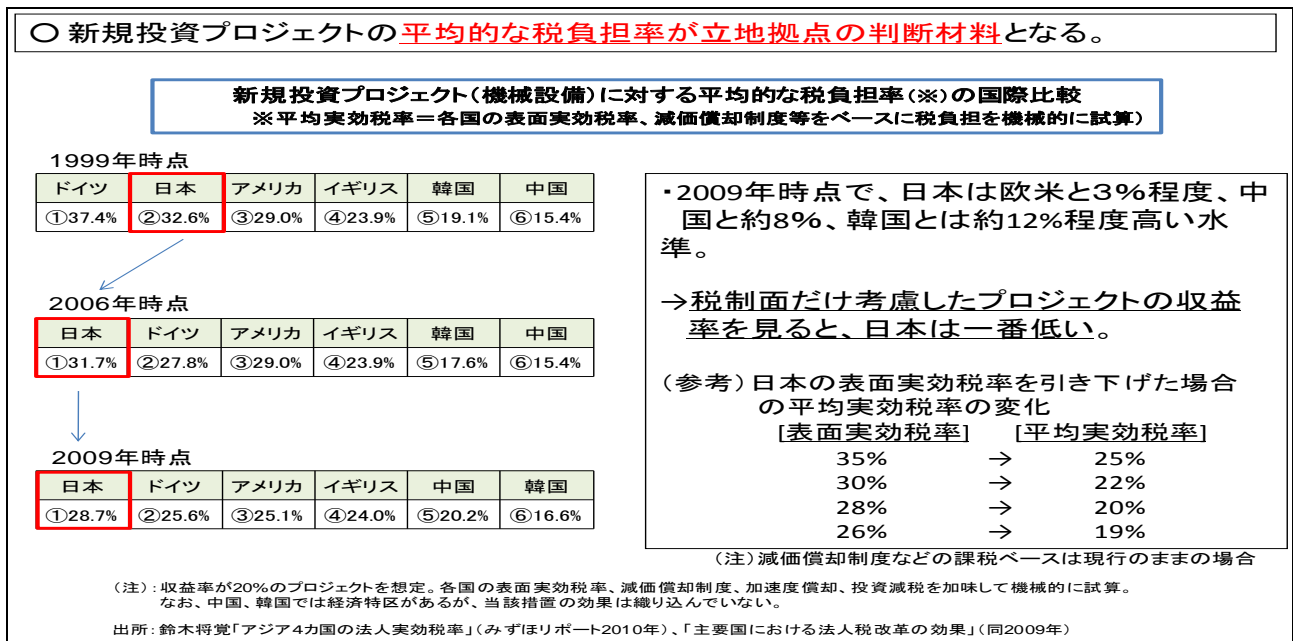 〇 新規投資プロジェクトの平均的な税負担率が立地拠点の判断材料となる。
新規投資プロジェクト(機械設備)に対する平均的な税負担率(※)の国際比較
※平均実効税率＝各国の表面実効税率、減価償却制度等をベースに税負担を機械的に試算)
1999年時点
ドイツ 日本 アメリカ イギリス 韓国 中国
①37.4% ②32.6% ③29.0% ④23.9% ⑤19.1% ⑥15.4%
2006年時点
日本 ドイツ アメリカ イギリス 韓国 中国
①31.7% ②27.8% ③29.0% ④23.9% ⑤17.6% ⑥15.4%
2009年時点
日本 ドイツ アメリカ イギリス 中国 韓国
①28.7% ②25.6% ③25.1% ④24.0% ⑤20.2% ⑥16.6%
・2009年時点で、日本は欧米と３%程度、中
国と約8%、韓国とは約12%程度高い水
準。
→税制面だけ考慮したプロジェクトの収益
率を見ると、日本は一番低い。
(参考)日本の表面実効税率を引き下げた場合
の平均実効税率の変化
[表面実効税率] [平均実効税率]
35% → 25%
30% → 22%
28% → 20%
26% → 19%
(注)減価償却制度などの課税ベースは現行のままの場合
(注)：収益率が20%のプロジェクトを想定。各国の表面実効税率、減価償却制度、加速度償却、投資減税を加味して機械的に試算。
なお、中国、韓国では経済特区があるが、当該措置の効果は織り込んでいない。
出所：鈴木将覚「アジア4カ国の法人実効税率」(みずほリポート2010年)、「主要国における法人税改革の効果」(同2009年)